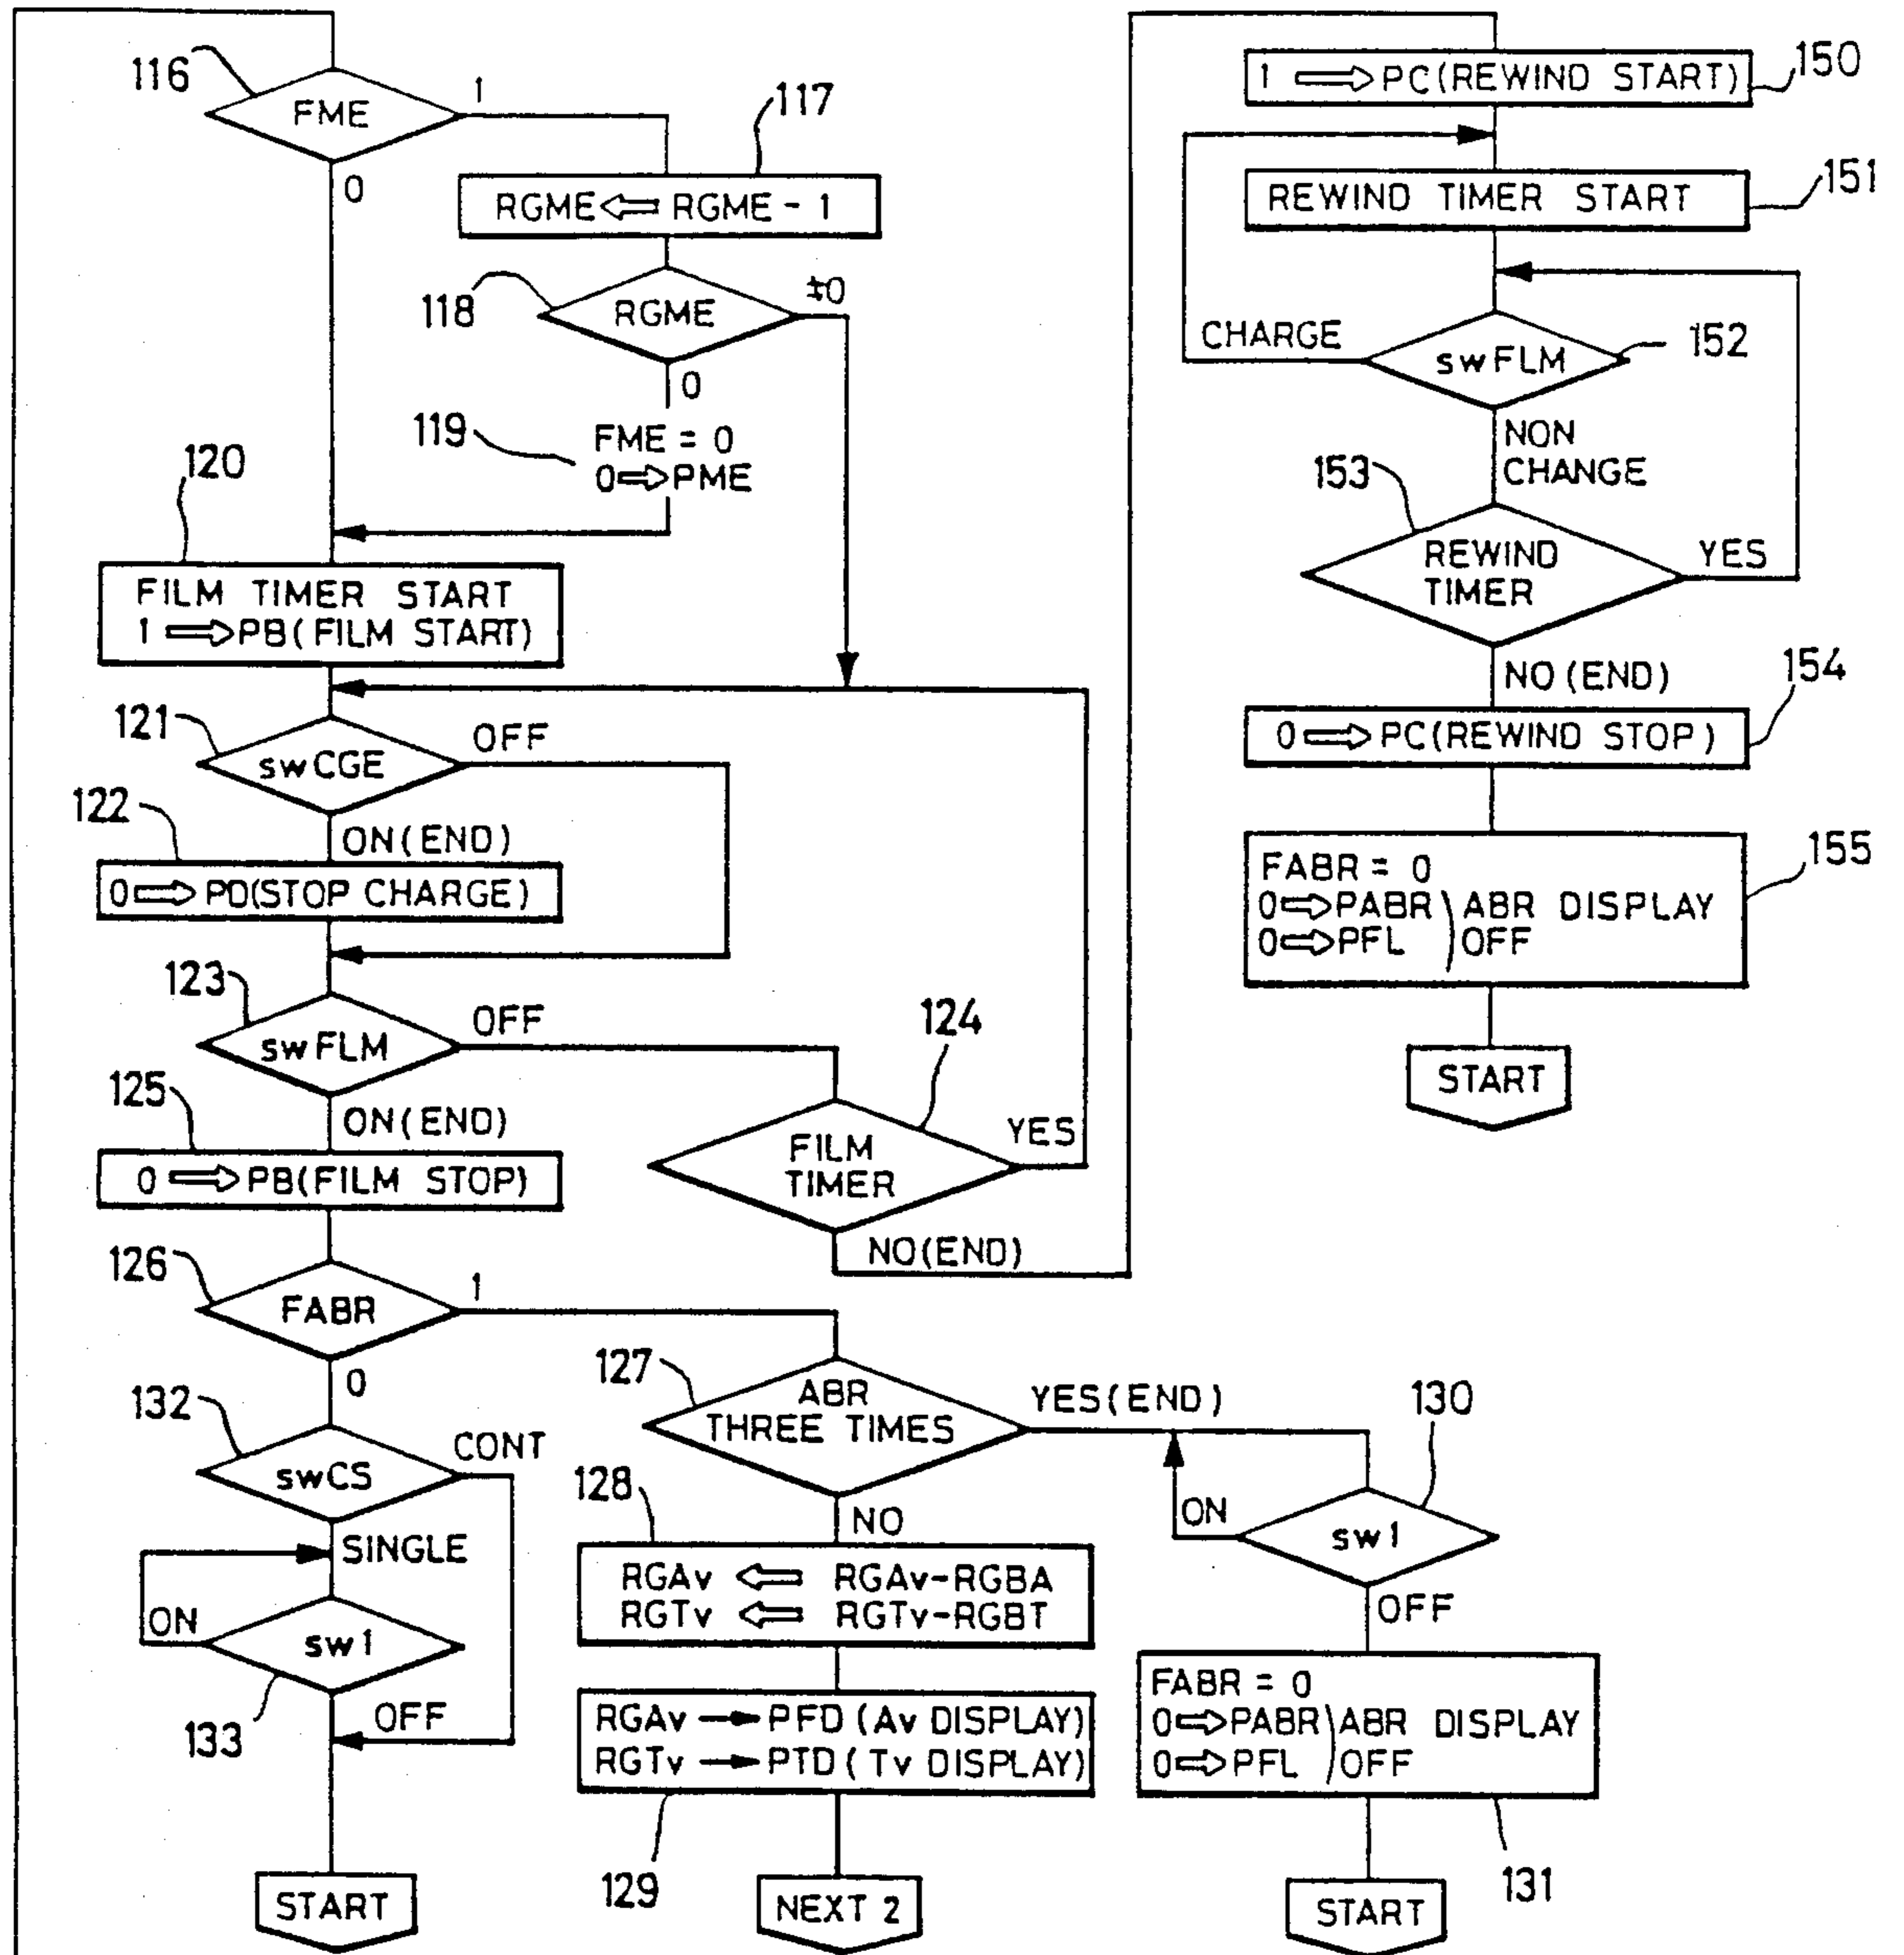 116
FME
1
0
117
RGME ⇐ RGME - 1
118
RGME
≠0
0
119
FME = 0
0 ⇒ PME
120
FILM TIMER START
1 ⇒ PB(FILM START)
121
swCGE
OFF
ON(END)
122
0 ⇒ PD(STOP CHARGE)
123
swFLM
OFF
ON(END)
124
FILM
TIMER
YES
NO(END)
125
0 ⇒ PB(FILM STOP)
126
FABR
1
0
127
ABR
THREE TIMES
YES(END)
NO
128
RGAv ⇐ RGAv-RGBA
RGTv ⇐ RGTv-RGBT
RGAv → PFD (Av DISPLAY)
RGTv → PTD (Tv DISPLAY)
129
NEXT 2
130
sw1
ON
OFF
FABR = 0
0 ⇒ PABR ) ABR DISPLAY
0 ⇒ PFL ) OFF
131
START
132
swCS
CONT
SINGLE
ON
sw1
133
OFF
START
1 ⇒ PC(REWIND START)
150
REWIND TIMER START
151
CHARGE
swFLM
152
NON
CHANGE
153
REWIND
TIMER
YES
NO(END)
154
0 ⇒ PC(REWIND STOP)
155
FABR = 0
0 ⇒ PABR ) ABR DISPLAY
0 ⇒ PFL ) OFF
START